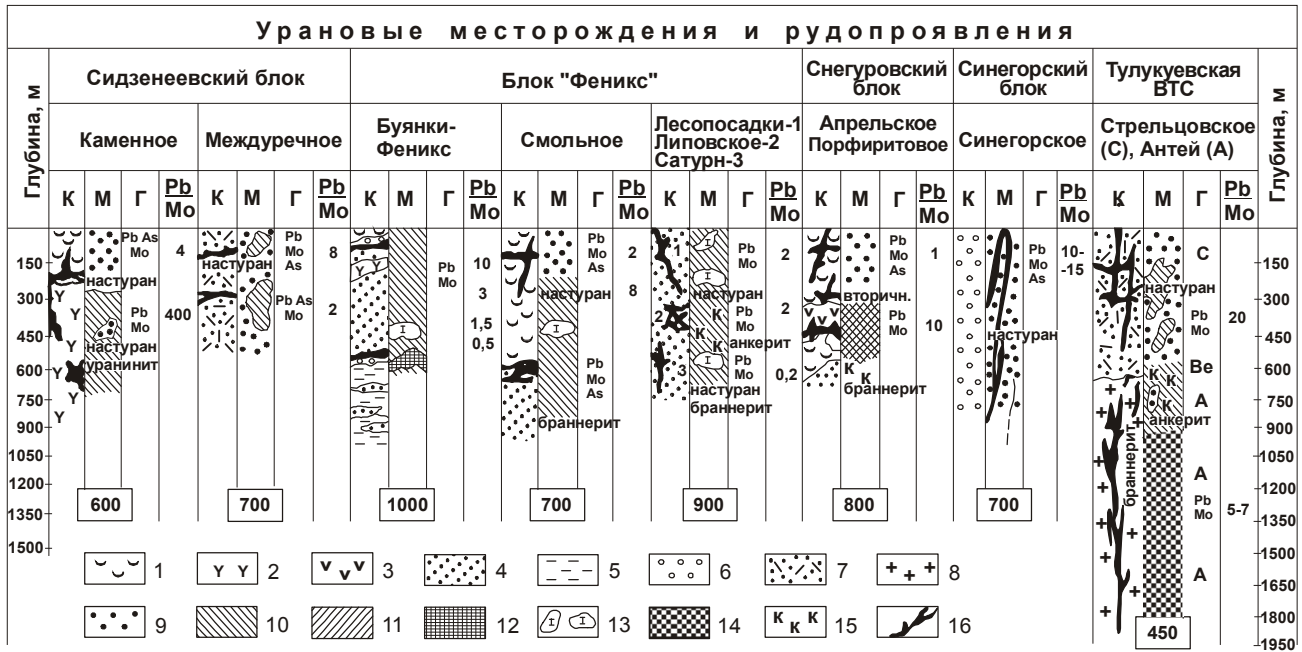 Урановые месторождения и рудопроявления
Глубина, м
Сидзенеевский блок
Блок "Феникс"
Снегуровский
блок
Синегорский
блок
Тулукуевская
ВТС
Глубина, м
Каменное
Междуречное
Буянки-
Феникс
Смольное
Лесопосадки-1
Липовское-2
Сатурн-3
Апрельское
Порфиритовое
Синегорское
Стрельцовское
(С), Антей (А)
К М Г Pb/Mo
К М Г Pb/Mo
К М Г Pb/Mo
К М Г Pb/Mo
К М Г Pb/Mo
К М Г Pb/Mo
К М Г Pb/Mo
К М Г Pb/Mo
150
300
450
600
750
900
1050
1200
1350
1500
Pb As
Mo
4
настуран
Y
Y
Pb
Mo
400
Y
настуран
уранинит
Y
Y
Y
600
Pb
Mo
As
8
настуран
Pb As
Mo
2
700
Y Y
Y
I
Pb
Mo
10
3
1,5
0,5
1000
Pb
Mo
As
2
8
настуран
I
Pb
Mo
As
браннерит
700
1
2
3
I
I
I
Pb
Mo
2
настуран
К
К
К
К
Pb
Mo
анкерит
Pb
Mo
2
настуран
браннерит
900
Pb
Mo
As
1
вторичн.
v v v
v v
Pb
Mo
10
0,2
К
К
браннерит
800
Pb
Mo
As
10-
-15
настуран
700
С
настуран
Pb
Mo
20
Be
К К
К
К
А
анкерит
браннерит
А
Pb
Mo
5-7
А
450
150
300
450
600
750
900
1050
1200
1350
1500
1650
1800
1950
1
Y Y 2
v v v 3
4
5
6
7
+ + + 8
9
10
11
12
I I 13
14
К К К 15
16